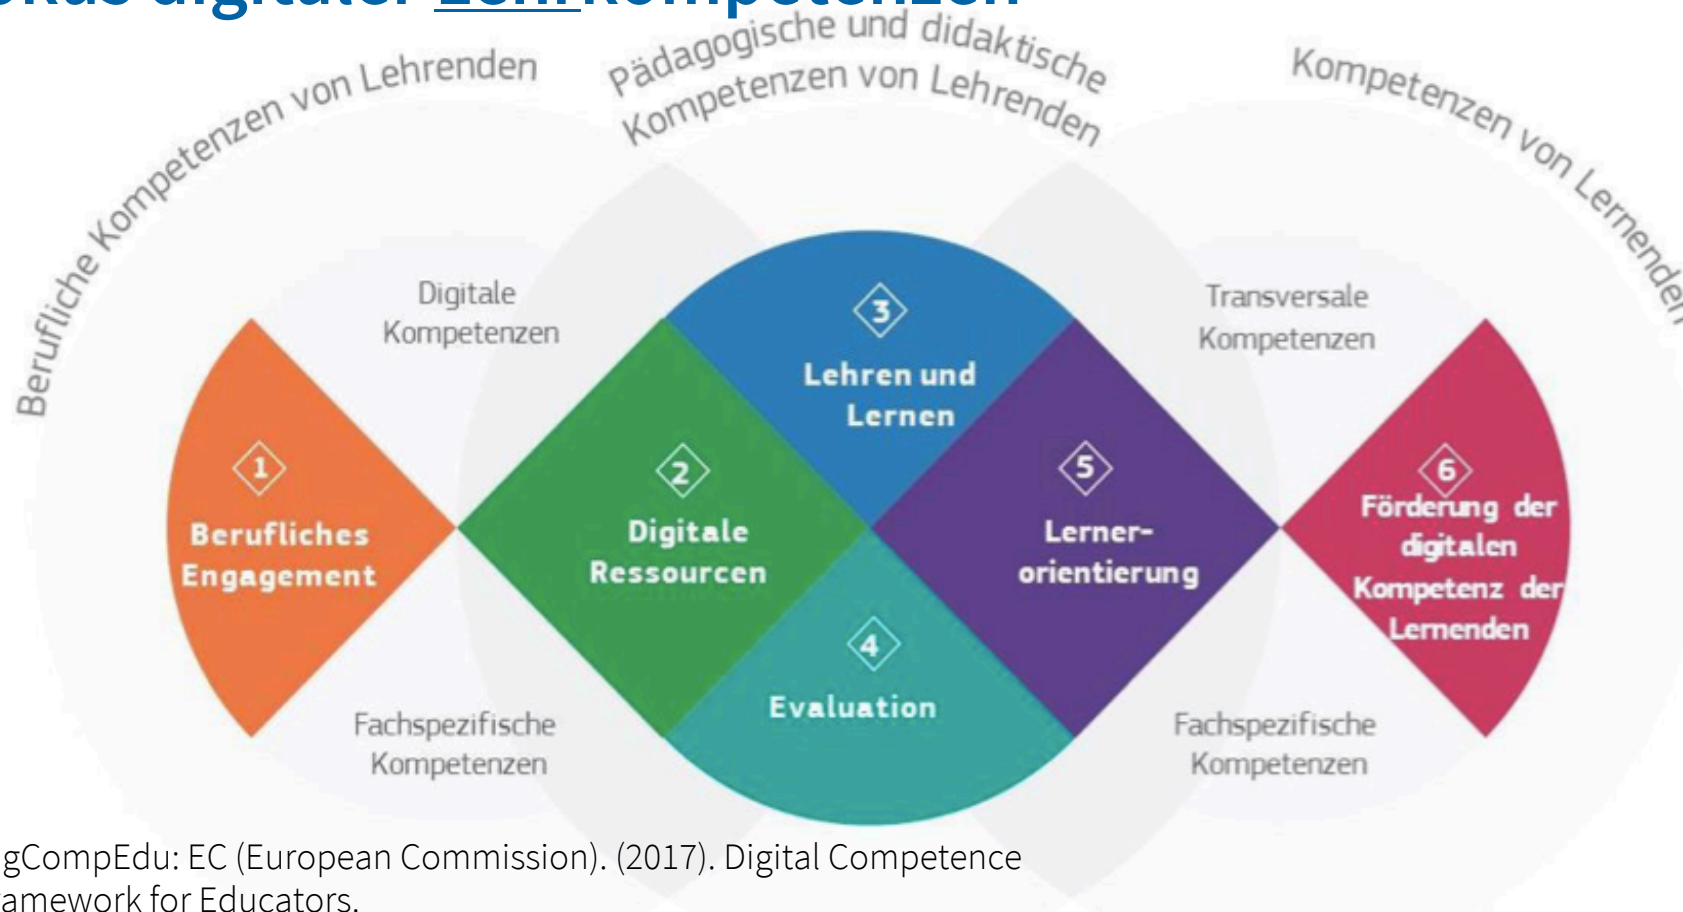 digitaler Lehrkompetenzen
Berufliche Kompetenzen von Lehrenden
Pädagogische und didaktische
Kompetenzen von Lehrenden
Kompetenzen von Lernenden
Digitale
Kompetenzen
Transversale
Kompetenzen
1
Berufliches
Engagement
2
Digitale
Ressourcen
3
Lehren und
Lernen
4
Evaluation
5
Lerner-
orientierung
6
Förderung der
digitalen
Kompetenz der
Lernenden
Fachspezifische
Kompetenzen
Fachspezifische
Kompetenzen
gCompEdu: EC (European Commission). (2017). Digital Competence
amework for Educators.